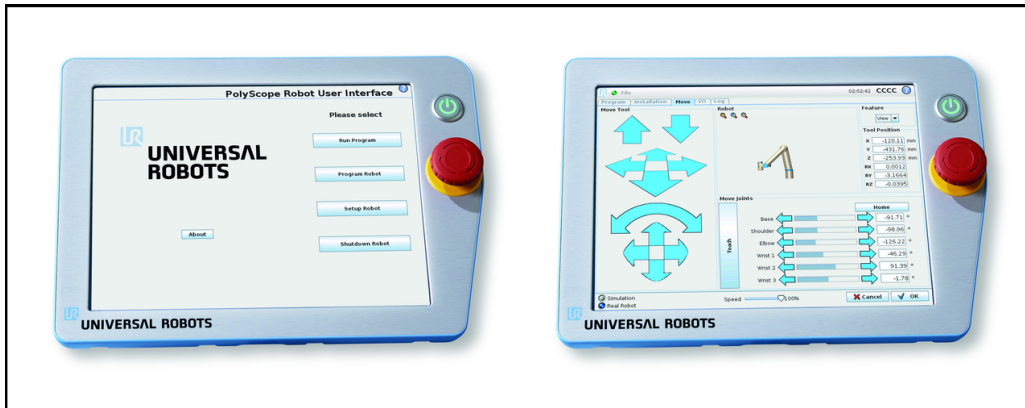 PolyScope Robot User Interface
?
Please select
UR
UNIVERSAL
ROBOTS
Run Program
Program Robot
Setup Robot
About
Shutdown Robot
UR
UNIVERSAL ROBOTS
File
02:02:42 CCCC ?
Program Installation Move I/O Log
Move Tool
Robot
Feature
View
Tool Position
X -120.11 mm
Y -431.76 mm
Z -253.93 mm
RX 0.0012
RY -3.1664
RZ -0.0395
Move Joints
Home
Teach
Base -91.71 °
Shoulder -98.96 °
Elbow -126.22 °
Wrist 1 -46.29 °
Wrist 2 91.39 °
Wrist 3 -1.78 °
Simulation
Real Robot
Speed 100%
Cancel
OK
UR
UNIVERSAL ROBOTS